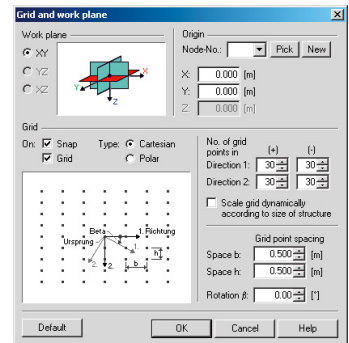 Grid and work plane
Work plane
XY
YZ
XZ
X
Y
Z
Origin
Node-No.: Pick New
X: 0.000 [m]
Y: 0.000 [m]
Z: 0.000 [m]
Grid
On: Snap Type: Cartesian
Grid Polar
Beta 1. Richtung
Ursprung 1.
2. 2. b h
No. of grid
points in (+) (-)
Direction 1: 30 30
Direction 2: 30 30
Scale grid dynamically
according to size of structure
Grid point spacing
Space b: 0.500 [m]
Space h: 0.500 [m]
Rotation β: 0.00 [°]
Default OK Cancel Help